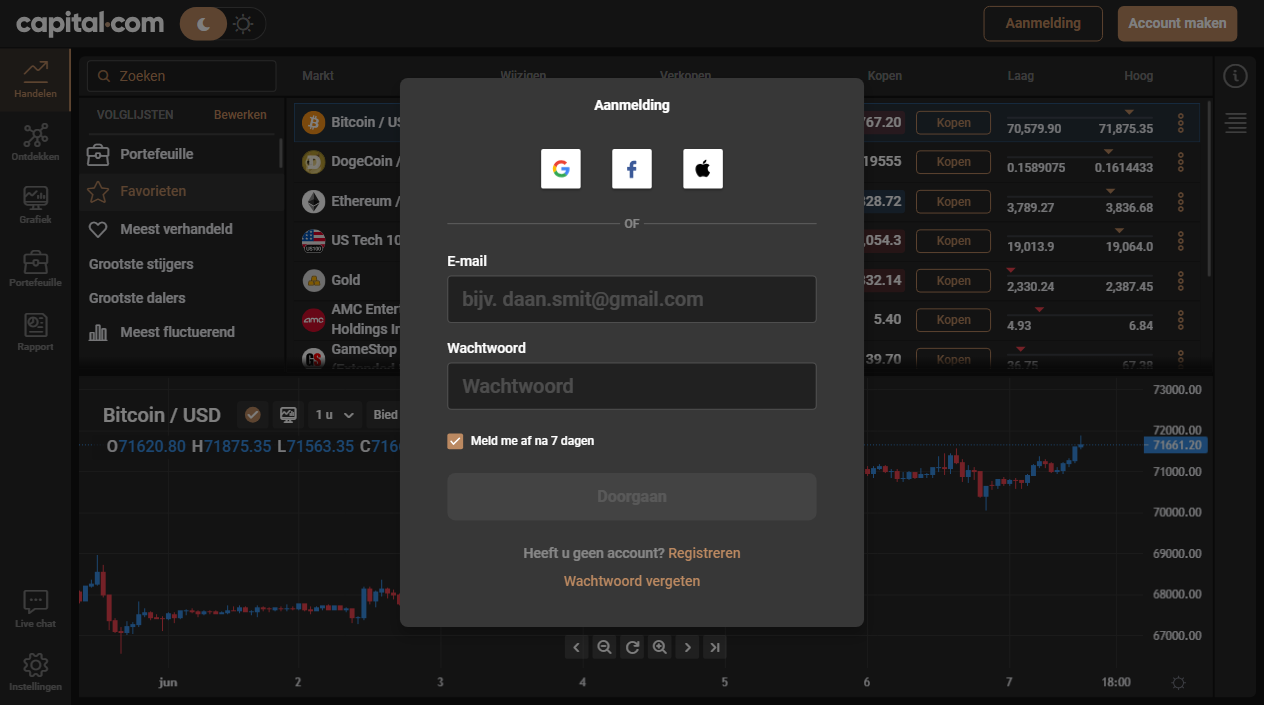 capital.com
Aanmelding
Account maken
Handelen
Ontdekken
Grafiek
Portefeuille
Rapport
Live chat
Instellingen
Zoeken
VOLGLIJSTEN Bewerken
Portefeuille
Favorieten
Meest verhandeld
Grootste stijgers
Grootste dalers
Meest fluctuerend
Markt Wijzigen Verkopen Kopen Laag Hoog
Bitcoin / US 767.20 Kopen 70,579.90 71,875.35
DogeCoin / 19555 Kopen 0.1589075 0.1614433
Ethereum / 328.72 Kopen 3,789.27 3,836.68
US Tech 10 ,054.3 Kopen 19,013.9 19,064.0
Gold 332.14 Kopen 2,330.24 2,387.45
AMC Enter
Holdings In 5.40 Kopen 4.93 6.84
GameStop 39.70 Kopen 36.75 67.38
(Extended
Aanmelding
OF
E-mail
bijv. daan.smit@gmail.com
Wachtwoord
Wachtwoord
Meld me af na 7 dagen
Doorgaan
Heeft u geen account? Registreren
Wachtwoord vergeten
Bitcoin / USD 1 u Bied
O71620.80 H71875.35 L71563.35 C7166
73000.00
72000.00
71661.20
71000.00
70000.00
69000.00
68000.00
67000.00
jun 2 3 4 5 6 7 18:00